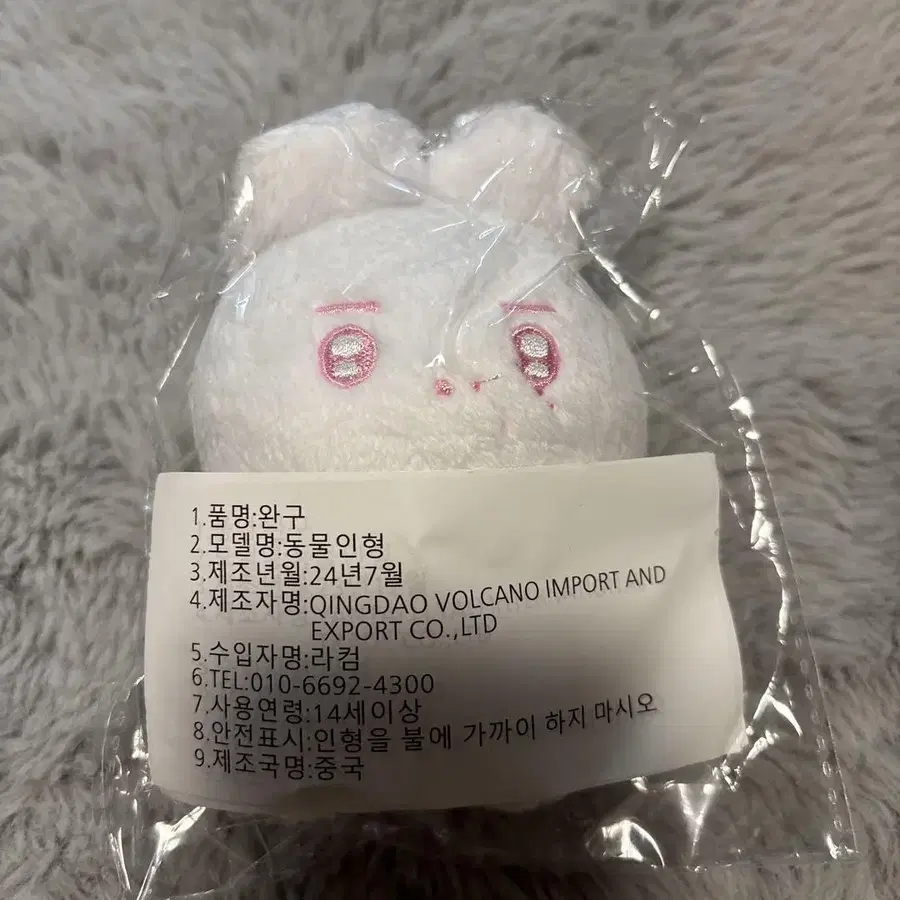 1.품명:완구
2.모델명:동물인형
3.제조년월:24년7월
4.제조자명:QINGDAO VOLCANO IMPORT AND
EXPORT CO.,LTD
5.수입자명:라컴
6.TEL:010-6692-4300
7.사용연령:14세이상
8.안전표시:인형을 불에 가까이 하지 마시오
9.제조국명:중국